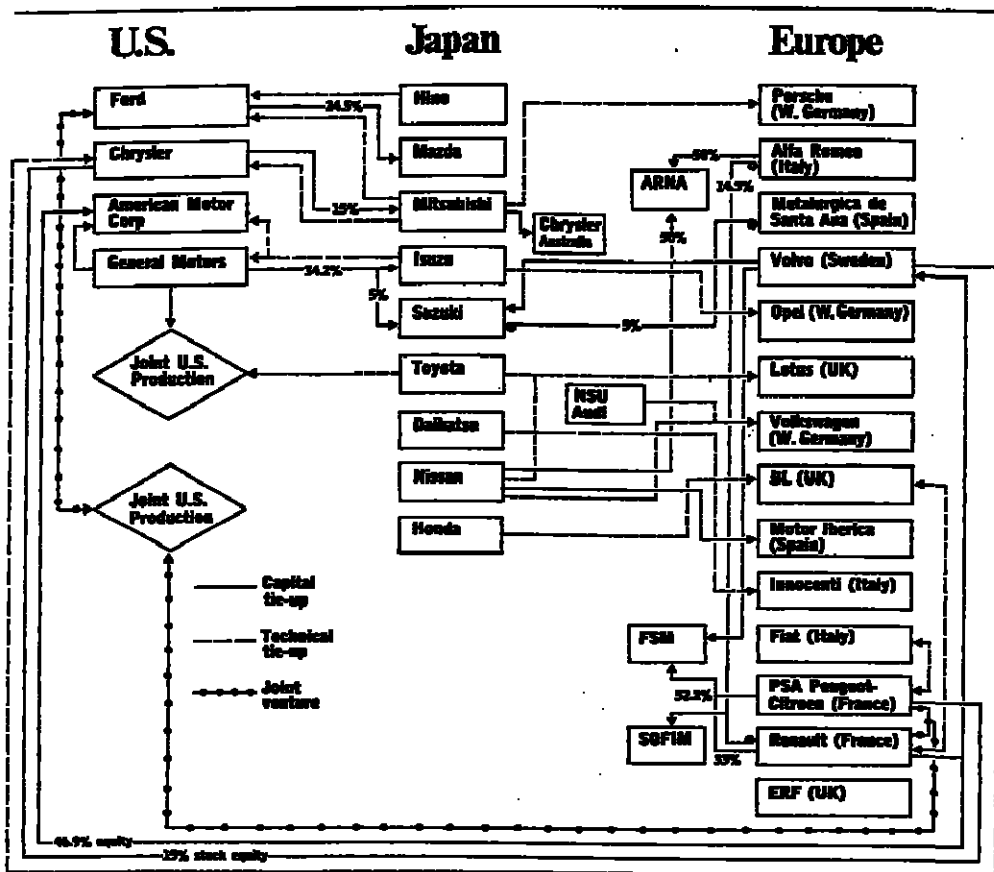 U.S.
Japan
Europe
Ford
Chrysler
American Motor
Corp
General Motors
Joint U.S.
Production
Joint U.S.
Production
Capital
tie-up
Technical
tie-up
Joint
venture
24.5%
15%
34.2%
5%
Hino
Mazda
Mitsubishi
Chrysler
Australia
Isuzu
Suzuki
Toyota
Daihatsu
Nissan
Honda
NSU
Audi
ARNA
50%
50%
14.9%
5%
FSM
52.2%
SOFIM
33%
Porsche
(W. Germany)
Alfa Romeo
(Italy)
Metalurgica de
Santa Ana (Spain)
Volvo (Sweden)
Opel (W. Germany)
Lotus (UK)
Volkswagen
(W. Germany)
BL (UK)
Motor Iberica
(Spain)
Innocenti (Italy)
Fiat (Italy)
PSA Peugeot-
Citroen (France)
Renault (France)
ERF (UK)
46.9% equity
15% stock equity